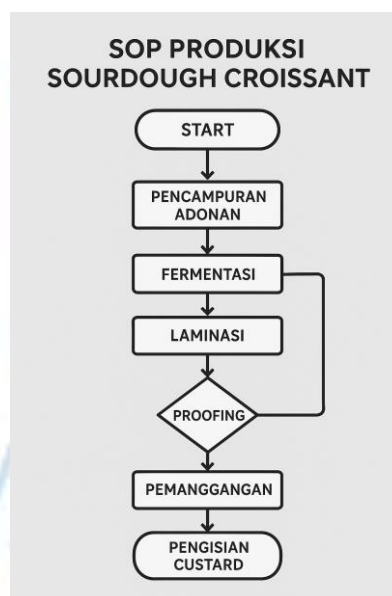 SOP PRODUKSI
SOURDOUGH CROISSANT
START
PENCAMPURAN
ADONAN
FERMENTASI
LAMINASI
PROOFING
PEMANGGANGAN
PENGISIAN
CUSTARD